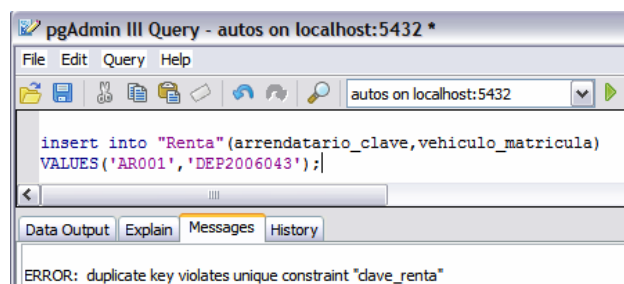 pgAdmin III Query - autos on localhost:5432 *
File Edit Query Help
autos on localhost:5432
insert into "Renta"(arrendatario_clave,vehiculo_matricula)
VALUES('AR001','DEP2006043');
Data Output Explain Messages History
ERROR: duplicate key violates unique constraint "clave_renta"